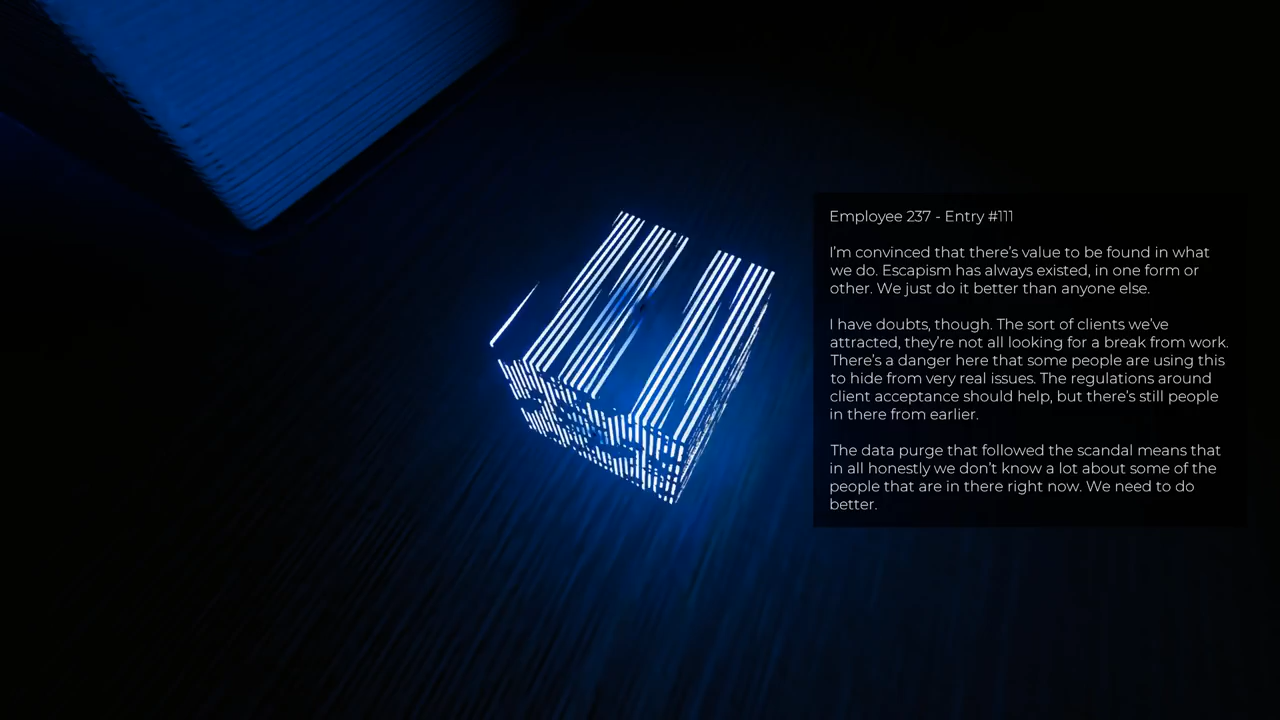 Employee 237 - Entry #111
I'm convinced that there's value to be found in what
we do. Escapism has always existed, in one form or
other. We just do it better than anyone else.
I have doubts, though. The sort of clients we've
attracted, they're not all looking for a break from work.
There's a danger here that some people are using this
to hide from very real issues. The regulations around
client acceptance should help, but there's still people
in there from earlier.
The data purge that followed the scandal means that
in all honestly we don't know a lot about some of the
people that are in there right now. We need to do
better.